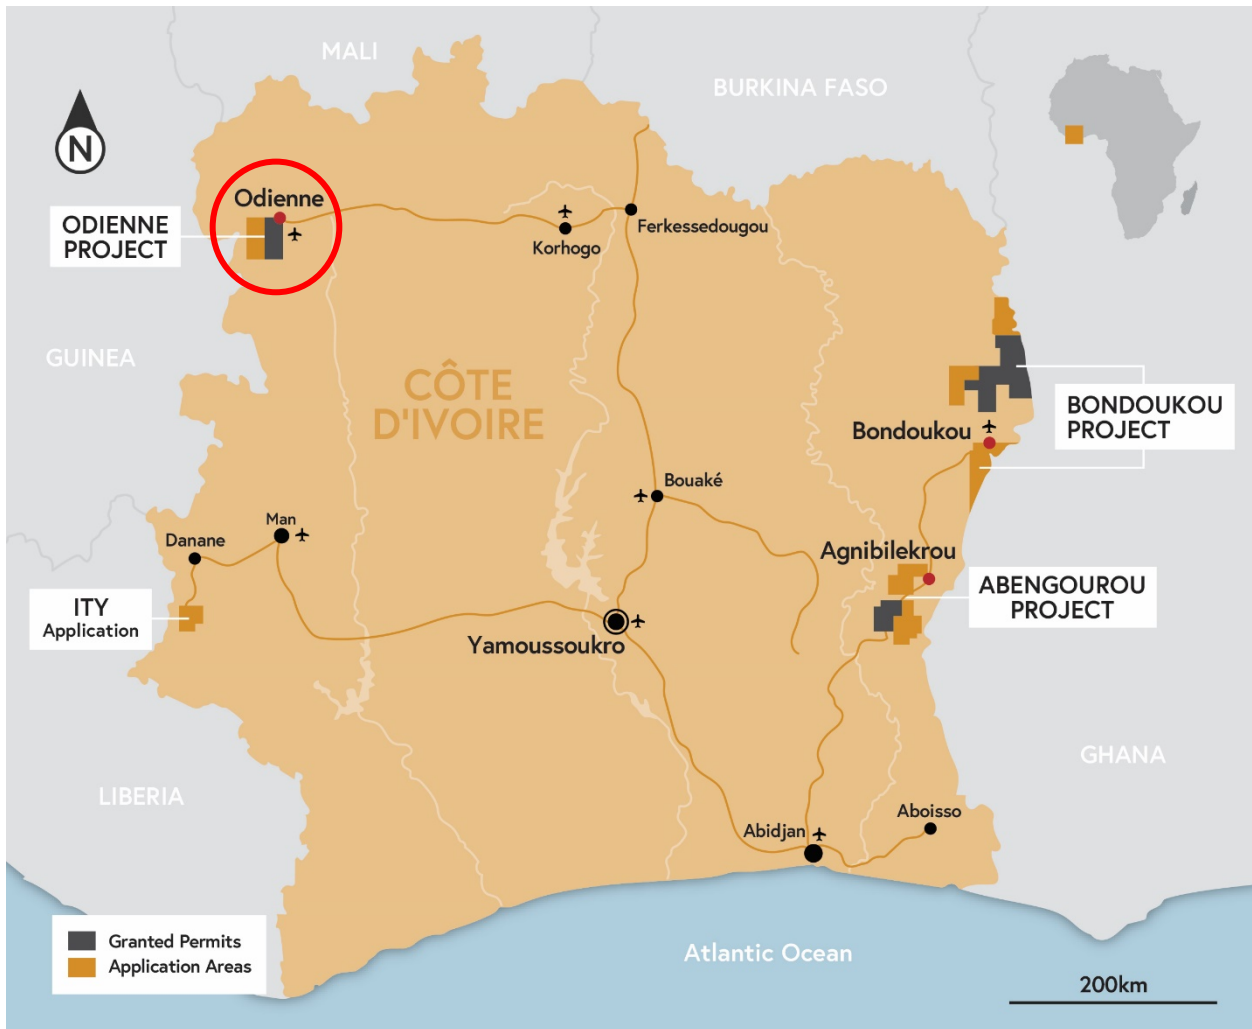 MALI
BURKINA FASO
N
Odienne
ODIENNE
PROJECT
Korhogo
Ferkessedougou
GUINEA
CÔTE
D'IVOIRE
BONDOUKOU
PROJECT
Bondoukou
Bouaké
Man
Danane
Agnibilekrou
ABENGOUROU
PROJECT
ITY
Application
Yamoussoukro
GHANA
LIBERIA
Aboisso
Abidjan
Granted Permits
Application Areas
Atlantic Ocean
200km